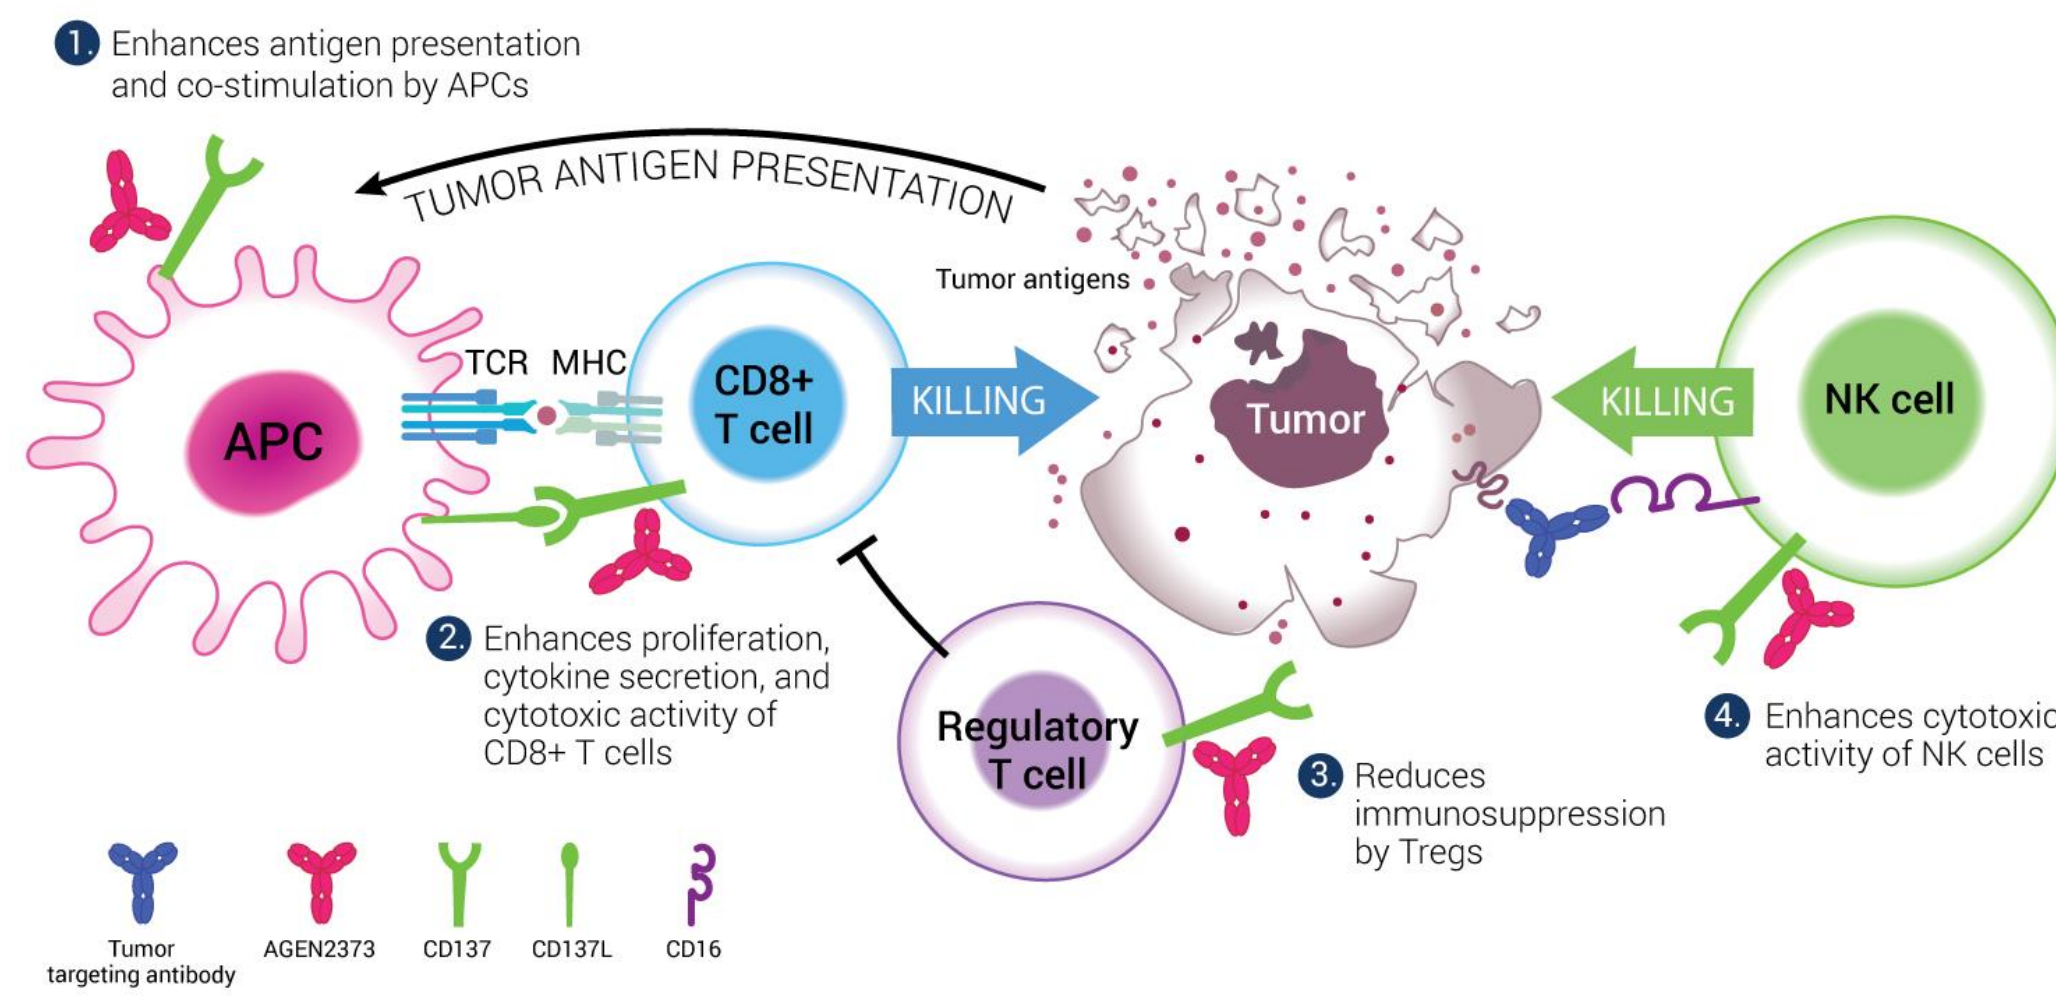 1. Enhances antigen presentation
and co-stimulation by APCs
TUMOR ANTIGEN PRESENTATION
Tumor antigens
TCR MHC
APC
CD8+
T cell
KILLING
Tumor
KILLING
NK cell
2. Enhances proliferation,
cytokine secretion, and
cytotoxic activity of
CD8+ T cells
Regulatory
T cell
3. Reduces
immunosuppression
by Tregs
4. Enhances cytotoxic
activity of NK cells
Tumor
targeting antibody
AGEN2373
CD137
CD137L
CD16